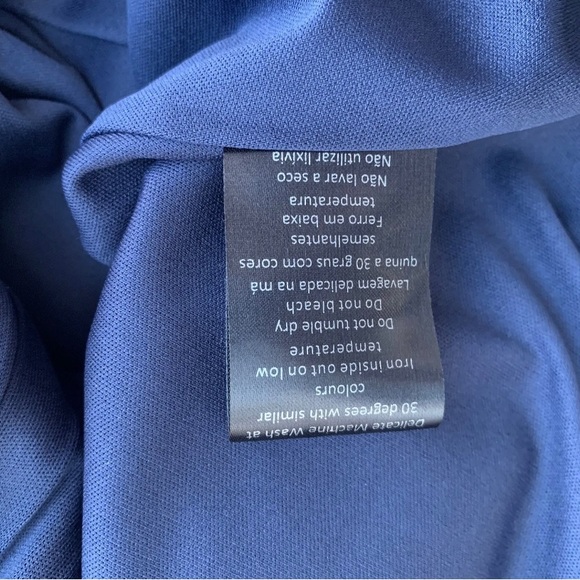 Delicate Machine Wash at
30 degrees with similar
colours
Iron inside out on low
temperature
Do not tumble dry
Do not bleach
Lavagem delicada na má
quina a 30 graus com cores
semelhantes
Ferro em baixa
temperatura
Não lavar a seco
Não utilizar lixívia